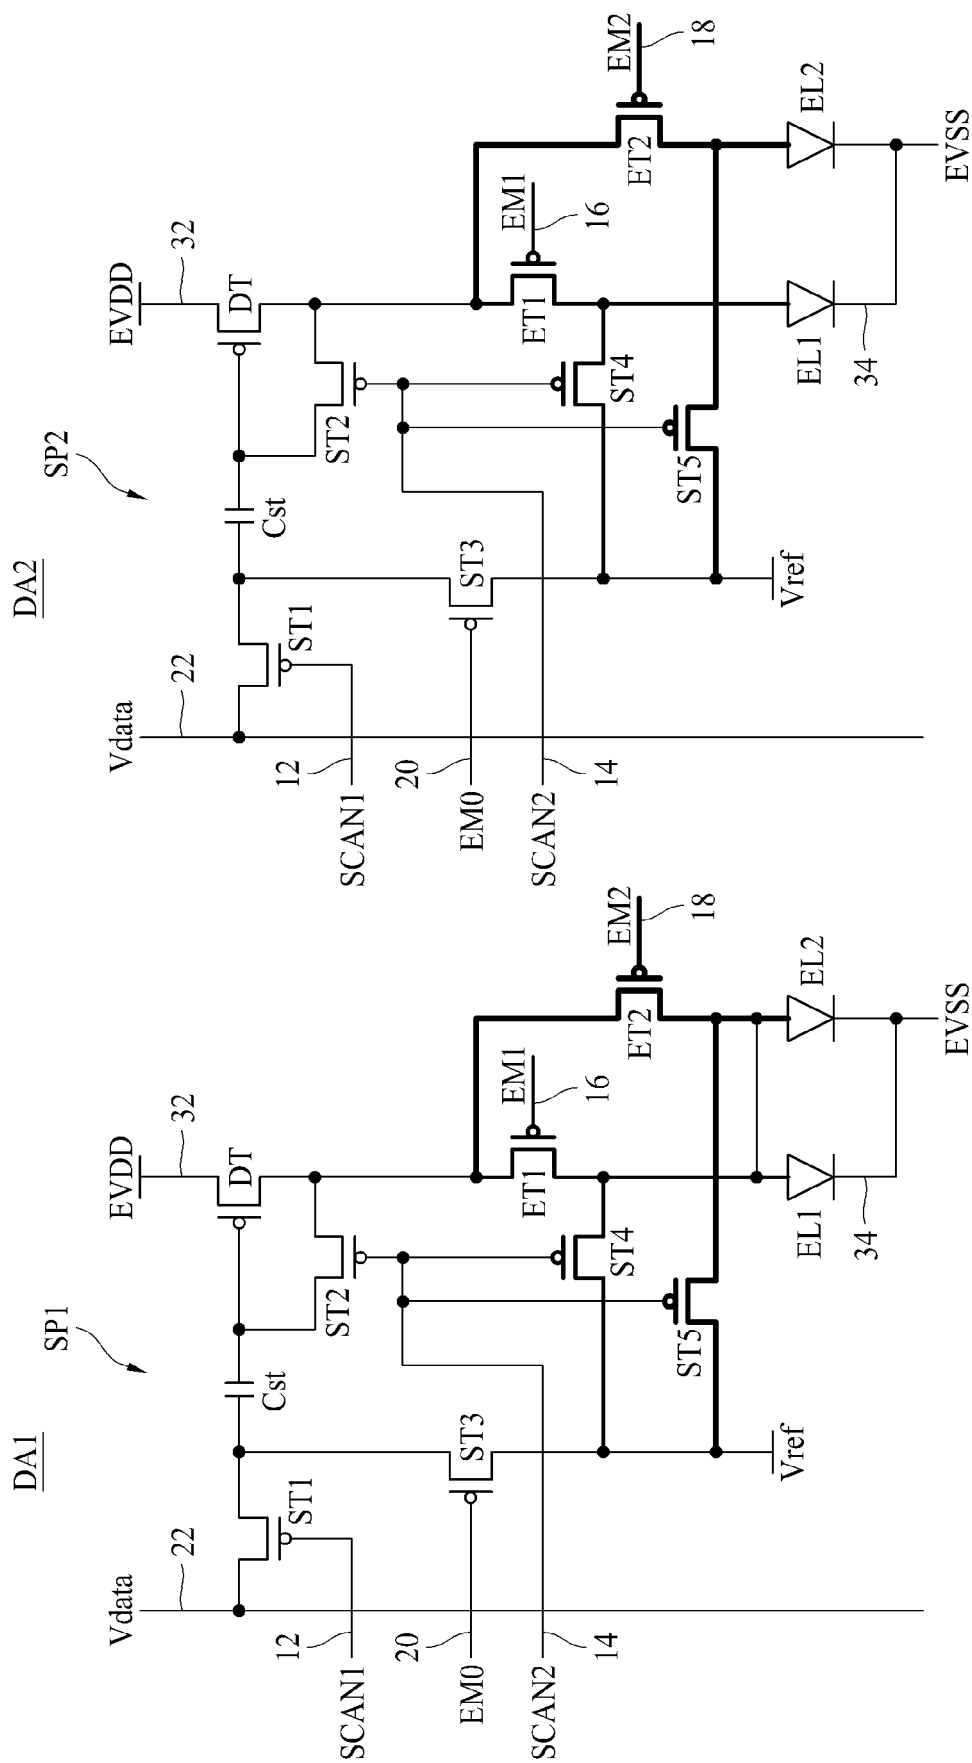 DA1
SP1
Vdata
22
EVDD
32
DT
Cst
ST1
ST2
12
SCAN1
20
EM0
14
SCAN2
ST3
Vref
ST4
ST5
ET1
EM1
16
ET2
EM2
18
EL1
EL2
34
EVSS
DA2
SP2
Vdata
22
EVDD
32
DT
Cst
ST1
ST2
12
SCAN1
20
EM0
14
SCAN2
ST3
Vref
ST4
ST5
ET1
EM1
16
ET2
EM2
18
EL1
EL2
34
EVSS